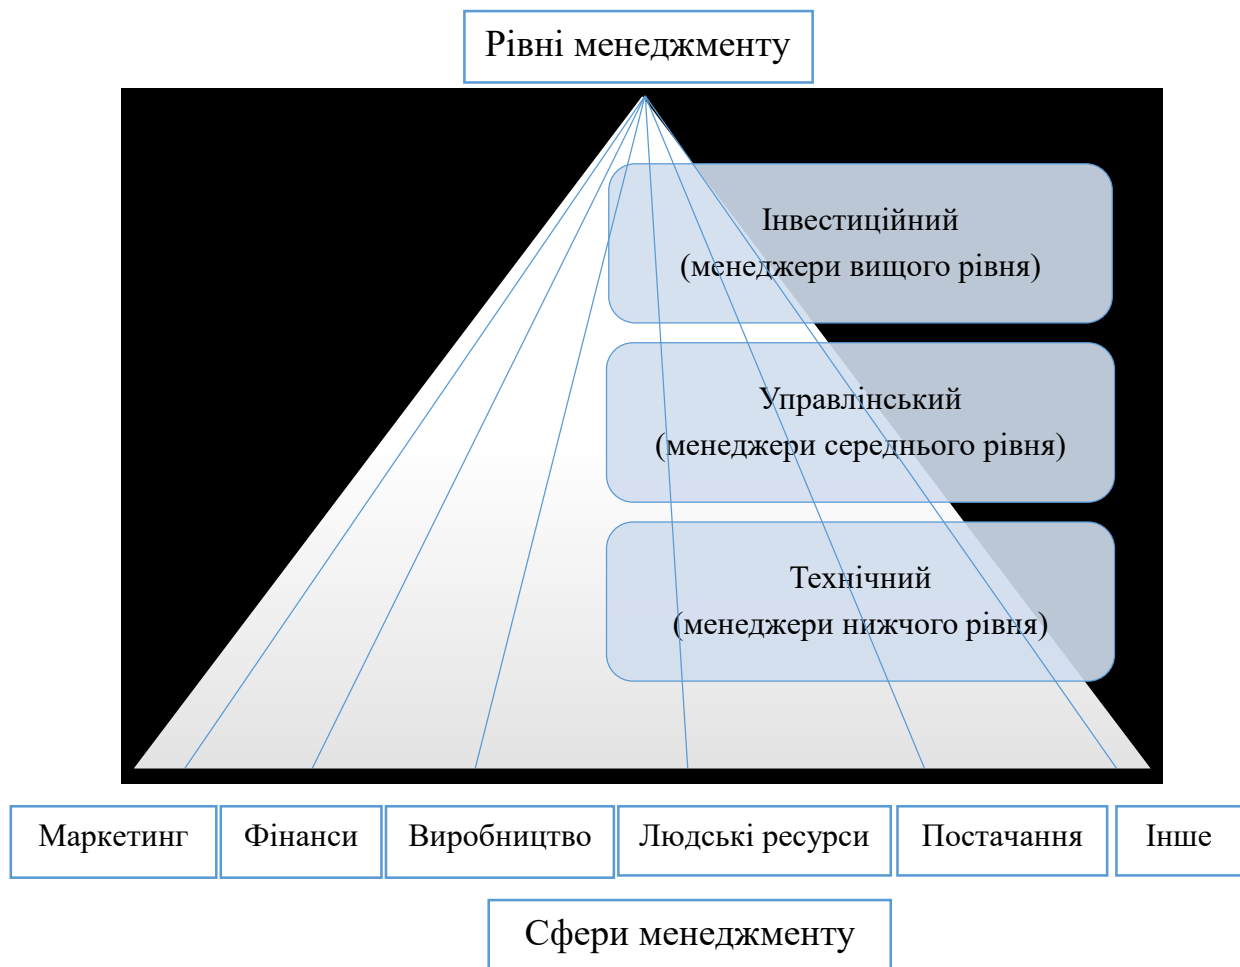 Рівні менеджменту
Інвестиційний
(менеджери вищого рівня)
Управлінський
(менеджери середнього рівня)
Технічний
(менеджери нижчого рівня)
Маркетинг
Фінанси
Виробництво
Людські ресурси
Постачання
Інше
Сфери менеджменту